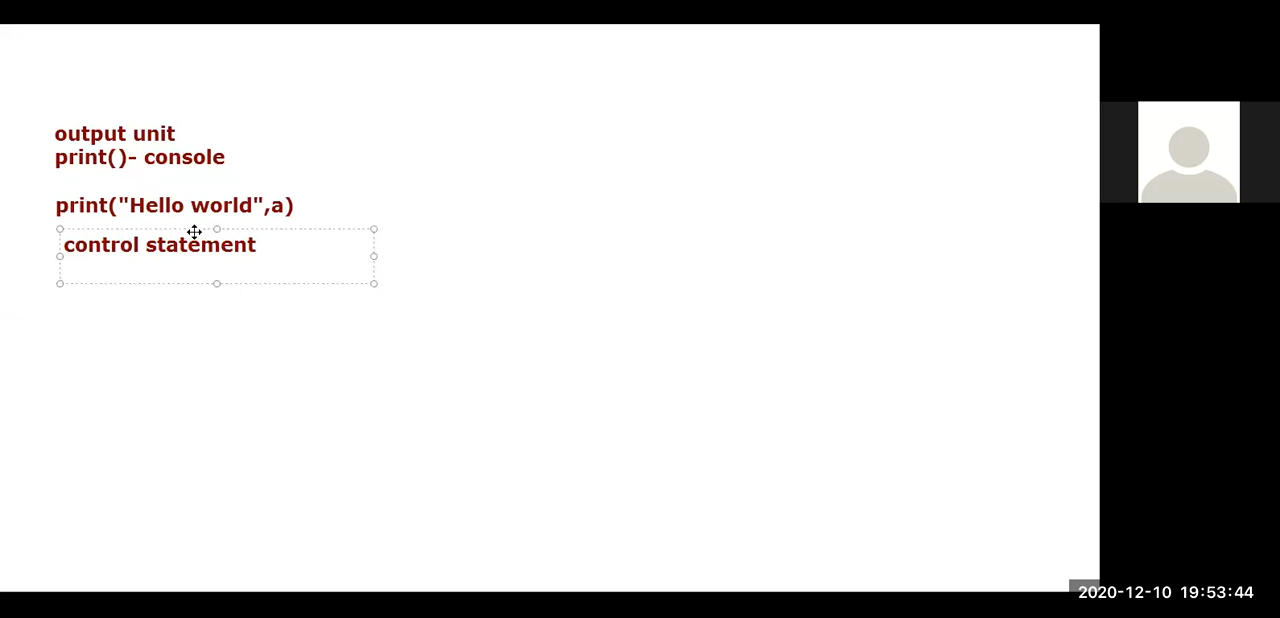 output unit
print()- console
print("Hello world",a)
control statement
2020-12-10 19:53:44